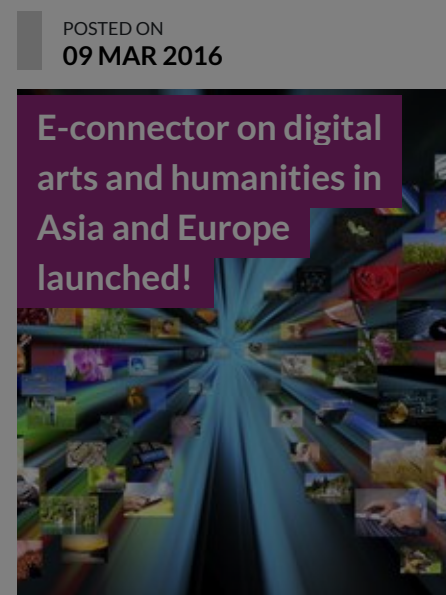 POSTED ON
09 MAR 2016
E-connector on digital
arts and humanities in
Asia and Europe
launched!